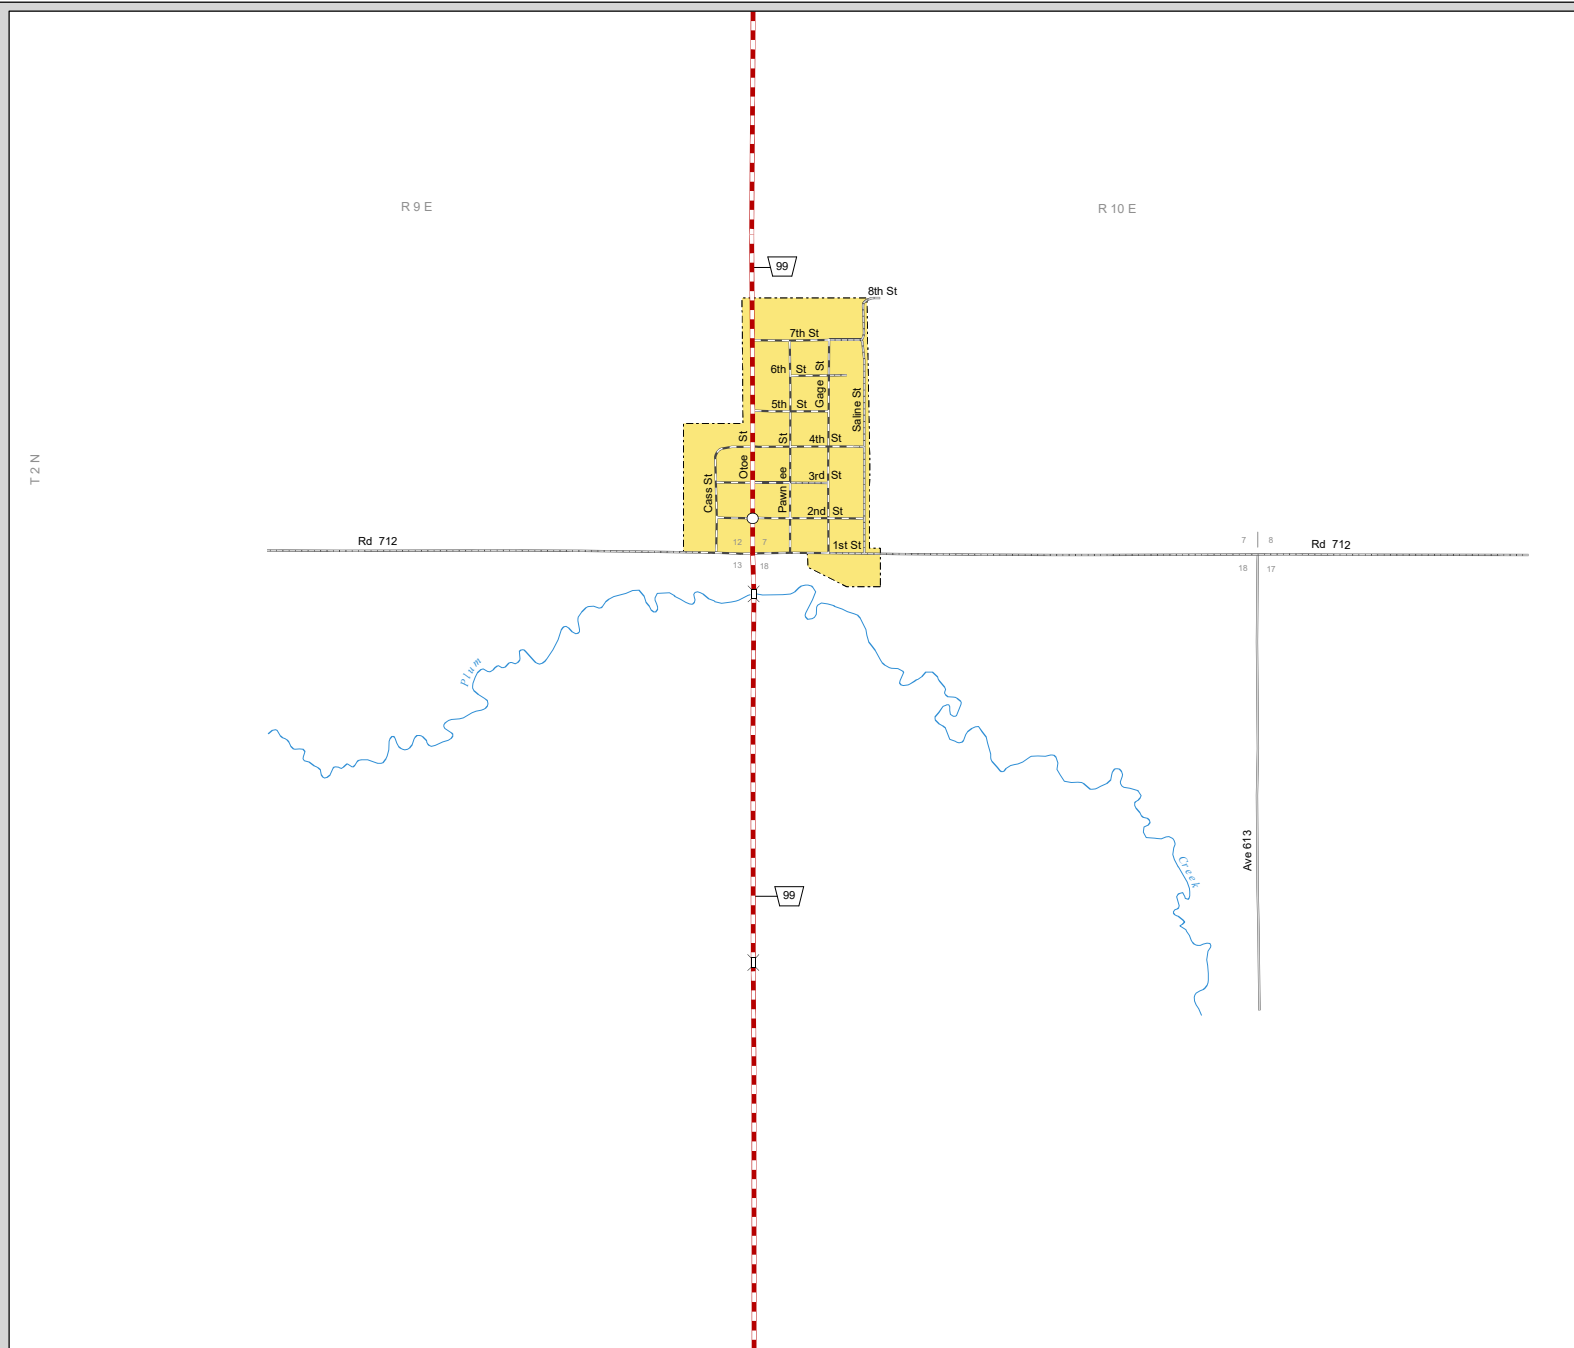 R 9 E
R 10 E
99
8th St
7th St
6th St
Gage St
5th St
Saline St
Otoe St
Pawnee St
4th St
T 2 N
Cass St
3rd St
2nd St
1st St
Rd 712
12 7
13 18
7 8
18 17
Rd 712
Plum
Ave 613
Creek
99